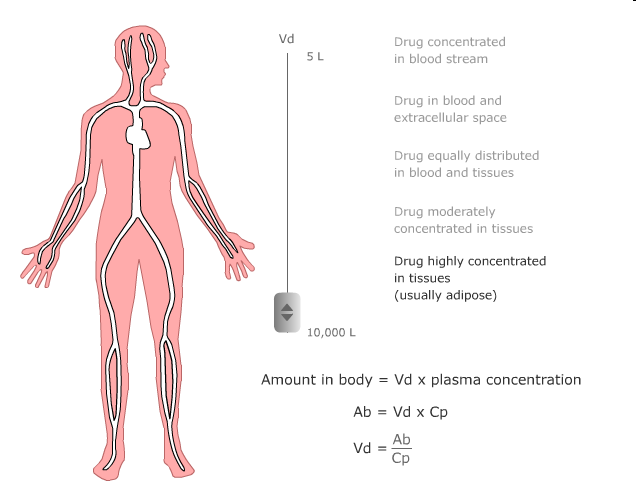 Vd
5 L
Drug concentrated
in blood stream
Drug in blood and
extracellular space
Drug equally distributed
in blood and tissues
Drug moderately
concentrated in tissues
Drug highly concentrated
in tissues
(usually adipose)
10,000 L
Amount in body = Vd x plasma concentration
Ab = Vd x Cp
Vd = Ab
Cp